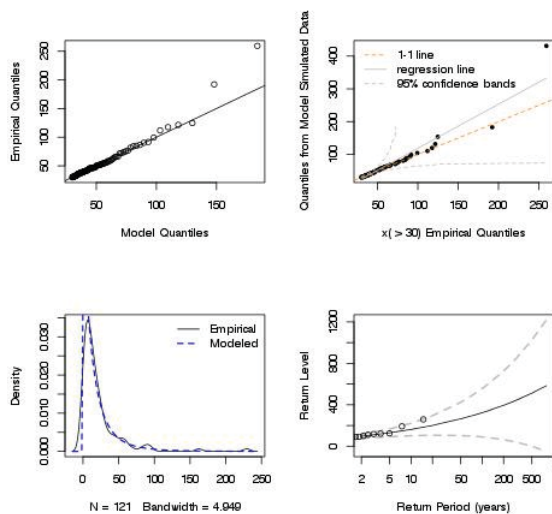 Empirical Quantiles
50 100 150 200 250
50 100 150
Model Quantiles
Quantiles from Model Simulated Data
100 200 300 400
1-1 line
regression line
95% confidence bands
50 100 150 200 250
x( > 30) Empirical Quantiles
Density
0.000 0.010 0.020 0.030
Empirical
Modeled
0 50 100 150 200 250
N = 121 Bandwidth = 4.949
Return Level
0 400 800 1200
2 5 10 50 100 500
Return Period (years)